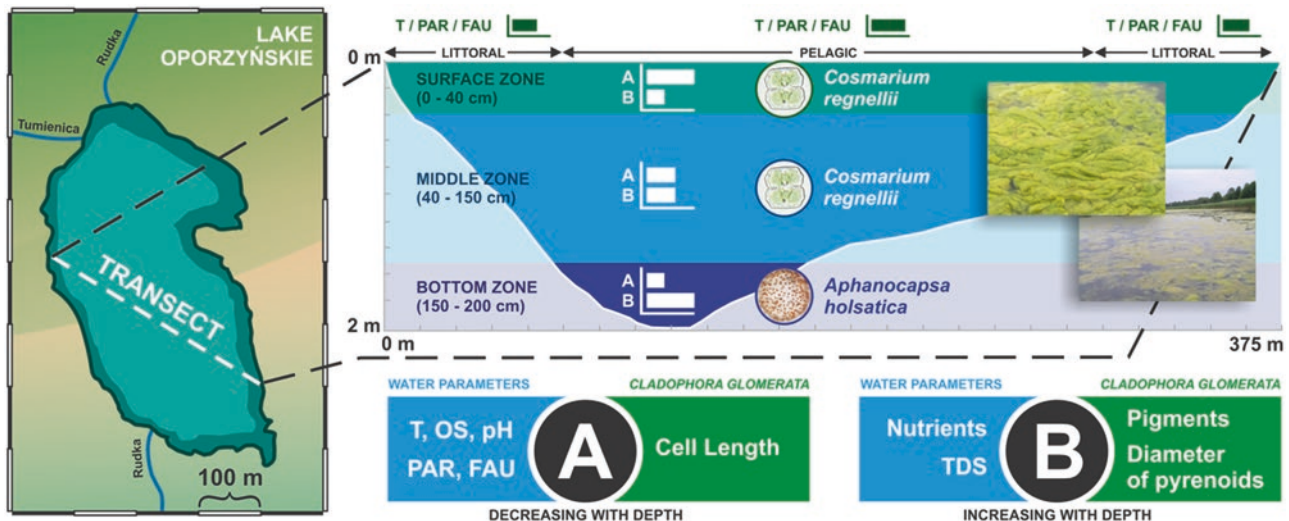 LAKE
OPORZYŃSKIE
Rudka
Tumienica
TRANSECT
Rudka
100 m
T / PAR / FAU
T / PAR / FAU
T / PAR / FAU
LITTORAL
PELAGIC
LITTORAL
0 m
SURFACE ZONE
(0 - 40 cm)
A
B
Cosmarium
regnellii
MIDDLE ZONE
(40 - 150 cm)
A
B
Cosmarium
regnellii
BOTTOM ZONE
(150 - 200 cm)
A
B
Aphanocapsa
holsatica
2 m
0 m
375 m
WATER PARAMETERS
CLADOPHORA GLOMERATA
T, OS, pH
PAR, FAU
A
Cell Length
DECREASING WITH DEPTH
WATER PARAMETERS
CLADOPHORA GLOMERATA
Nutrients
TDS
B
Pigments
Diameter
of pyrenoids
INCREASING WITH DEPTH